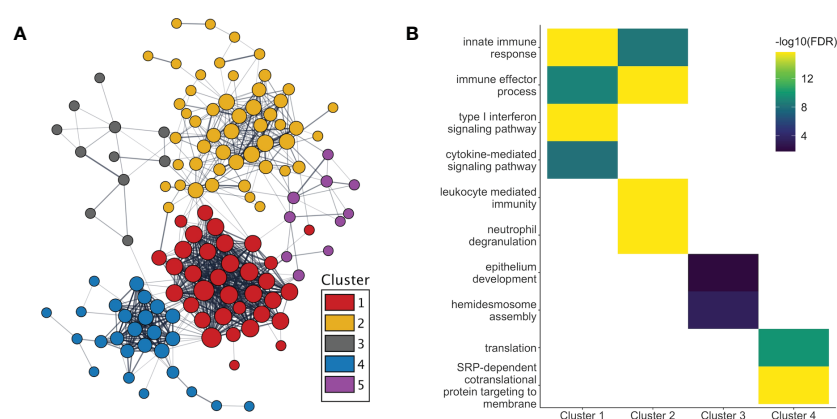 A
Cluster
1
2
3
4
5
B
innate immune
response
immune effector
process
type I interferon
signaling pathway
cytokine-mediated
signaling pathway
leukocyte mediated
immunity
neutrophil
degranulation
epithelium
development
hemidesmosome
assembly
translation
SRP-dependent
cotranslational
protein targeting to
membrane
Cluster 1 Cluster 2 Cluster 3 Cluster 4
-log10(FDR)
12
8
4